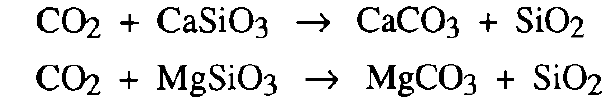 CO₂ + CaSiO₃ → CaCO₃ + SiO₂
CO₂ + MgSiO₃ → MgCO₃ + SiO₂